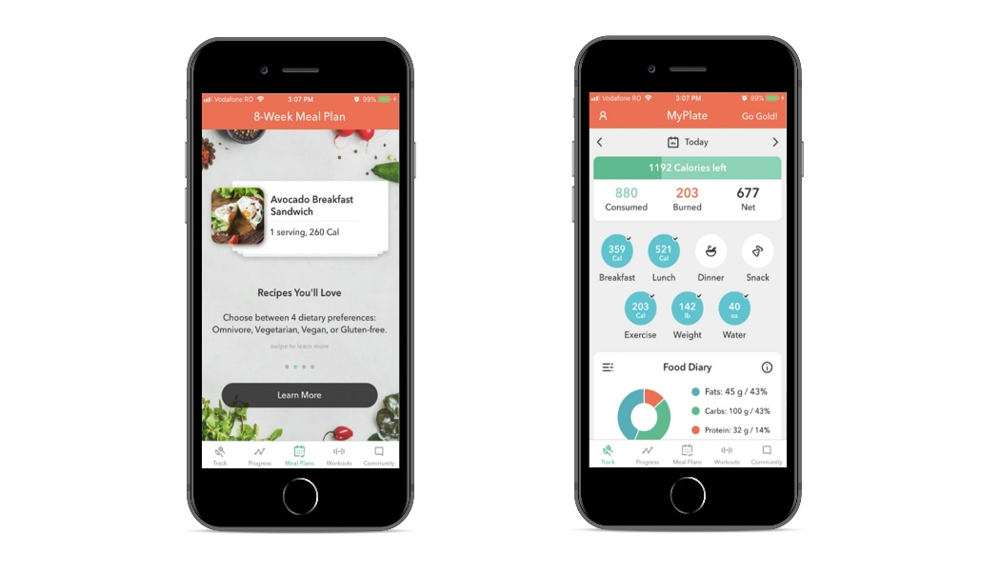 Vodafone RO 3:07 PM 99%
8-Week Meal Plan
Avocado Breakfast
Sandwich
1 serving, 260 Cal
Recipes You'll Love
Choose between 4 dietary preferences:
Omnivore, Vegetarian, Vegan, or Gluten-free.
swipe to learn more
Learn More
Track Progress Meal Plans Workouts Community
Vodafone RO 3:07 PM 99%
MyPlate Go Gold!
Today
1192 Calories left
880 203 677
Consumed Burned Net
359 521
Cal Cal
Breakfast Lunch Dinner Snack
203 142 40
Cal lb oz
Exercise Weight Water
Food Diary
Fats: 45 g / 43%
Carbs: 100 g / 43%
Protein: 32 g / 14%
Track Progress Meal Plans Workouts Community